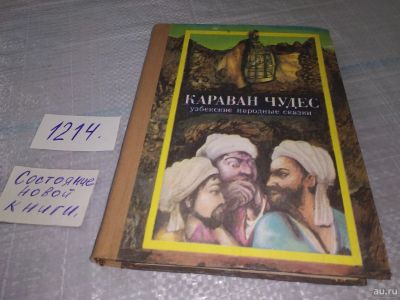 КАРАВАН ЧУДЕС
узбекские народные сказки
1214.
Состояние
новой
книги.
au.ru